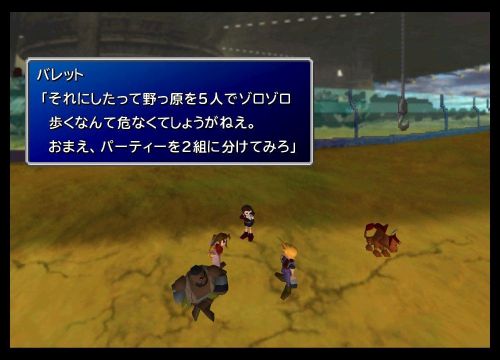 バレット
「それにしたって野っ原を5人でゾロゾロ
歩くなんて危なくてしょうがねえ。
おまえ、パーティーを2組に分けてみろ」